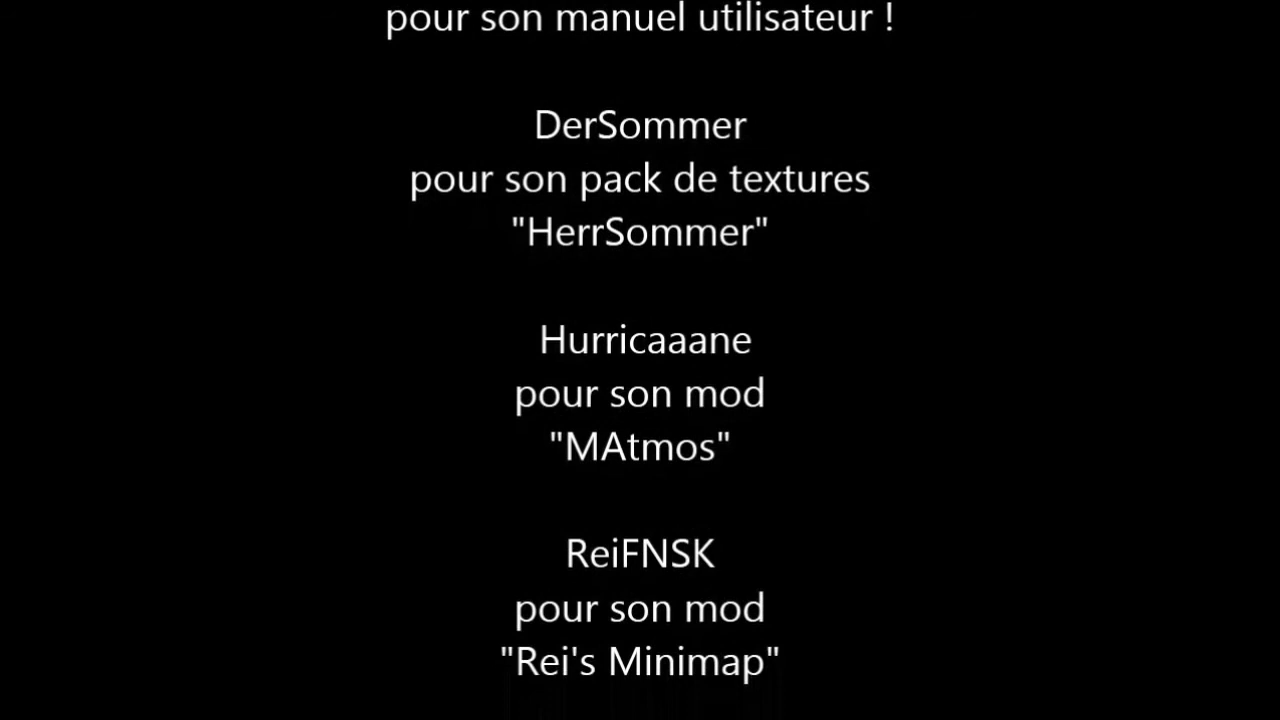 pour son manuel utilisateur !
DerSommer
pour son pack de textures
"HerrSommer"
Hurricaaane
pour son mod
"MAtmos"
ReiFNSK
pour son mod
"Rei's Minimap"